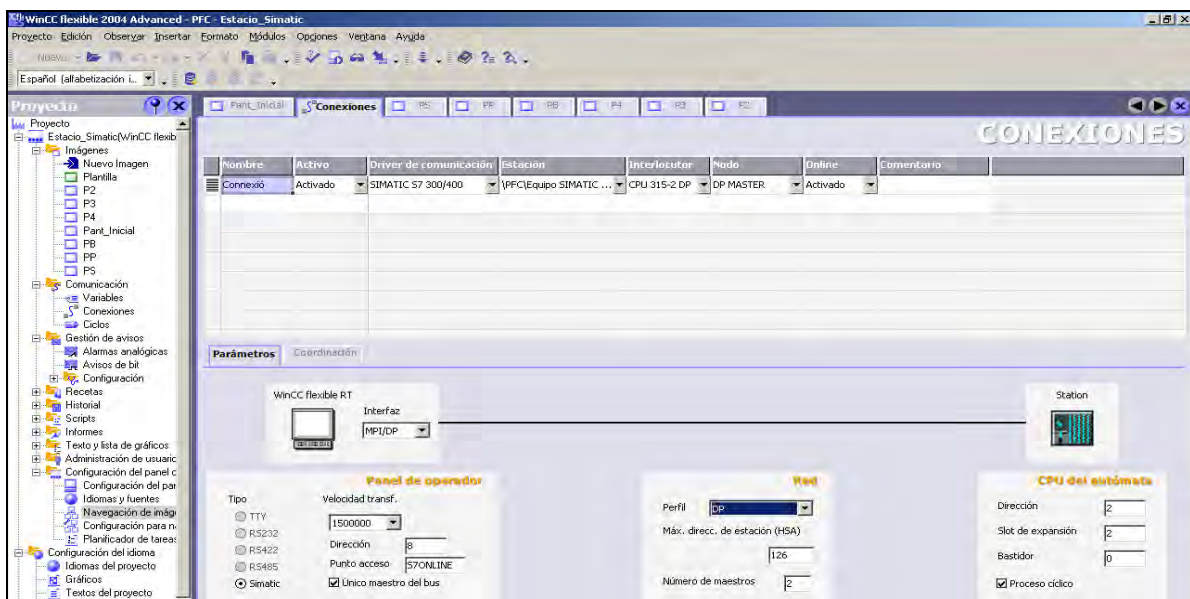 WinCC flexible 2004 Advanced - PFC - Estacio_Simatic
Proyecto Edición Observar Insertar Formato Módulos Opciones Ventana Ayuda
Nuevo
Español (alfabetización i...
Proyecto
Pant_Inicial Conexiones PS PP PB P4 P3 P2
CONEXIONES
Proyecto
Estacio_Simatic(WinCC flexib
Imágenes
Nuevo Imagen
Plantilla
P2
P3
P4
Pant_Inicial
PB
PP
PS
Comunicación
Variables
Conexiones
Ciclos
Gestión de avisos
Alarmas analógicas
Avisos de bit
Configuración
Recetas
Historial
Scripts
Informes
Texto y lista de gráficos
Administración de usuaric
Configuración del panel c
Configuración del par
Idiomas y fuentes
Navegación de imág
Configuración para n
Planificador de tareas
Configuración del idioma
Idiomas del proyecto
Gráficos
Textos del proyecto
Nombre Activo Driver de comunicación Estación Interlocutor Nodo Online Comentario
Connexió Activado SIMATIC S7 300/400 \PFC\Equipo SIMATIC ... CPU 315-2 DP DP MASTER Activado
Parámetros Coordinación
WinCC flexible RT
Interfaz
MPI/DP
Station
Panel de operador
Tipo
TTY
RS232
RS422
RS485
Simatic
Velocidad transf.
1500000
Dirección 8
Punto acceso S7ONLINE
Único maestro del bus
Red
Perfil DP
Máx. direcc. de estación (HSA)
126
Número de maestros 2
CPU del autómata
Dirección 2
Slot de expansión 2
Bastidor 0
Proceso cíclico